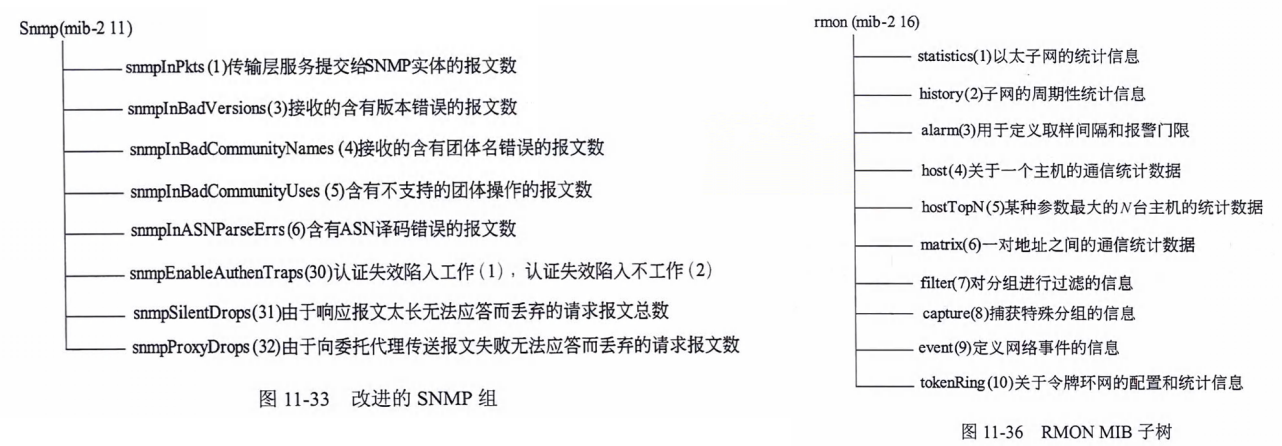 Snmp(mib-2 11)
snmpInPkts(1)传输层服务提交给SNMP实体的报文数
snmpInBadVersions(3)接收的含有版本错误的报文数
snmpInBadCommunityNames (4)接收的含有团体名错误的报文数
snmpInBadCommunityUses (5)含有不支持的团体操作的报文数
snmpInASNParseErrs(6)含有ASN译码错误的报文数
snmpEnableAuthenTraps(30)认证失效陷入工作(1)，认证失效陷入不工作(2)
snmpSilentDrops(31)由于响应报文太长无法应答而丢弃的请求报文总数
snmpProxyDrops (32)由于向委托代理传送报文失败无法应答而丢弃的请求报文数
图 11-33 改进的 SNMP 组
rmon (mib-2 16)
statistics(1)以太子网的统计信息
history(2)子网的周期性统计信息
alarm(3)用于定义取样间隔和报警门限
host(4)关于一个主机的通信统计数据
hostTopN(5)某种参数最大的N台主机的统计数据
matrix(6)一对地址之间的通信统计数据
filter(7)对分组进行过滤的信息
capture(8)捕获特殊分组的信息
event(9)定义网络事件的信息
tokenRing(10)关于令牌环网的配置和统计信息
图 11-36 RMON MIB 子树